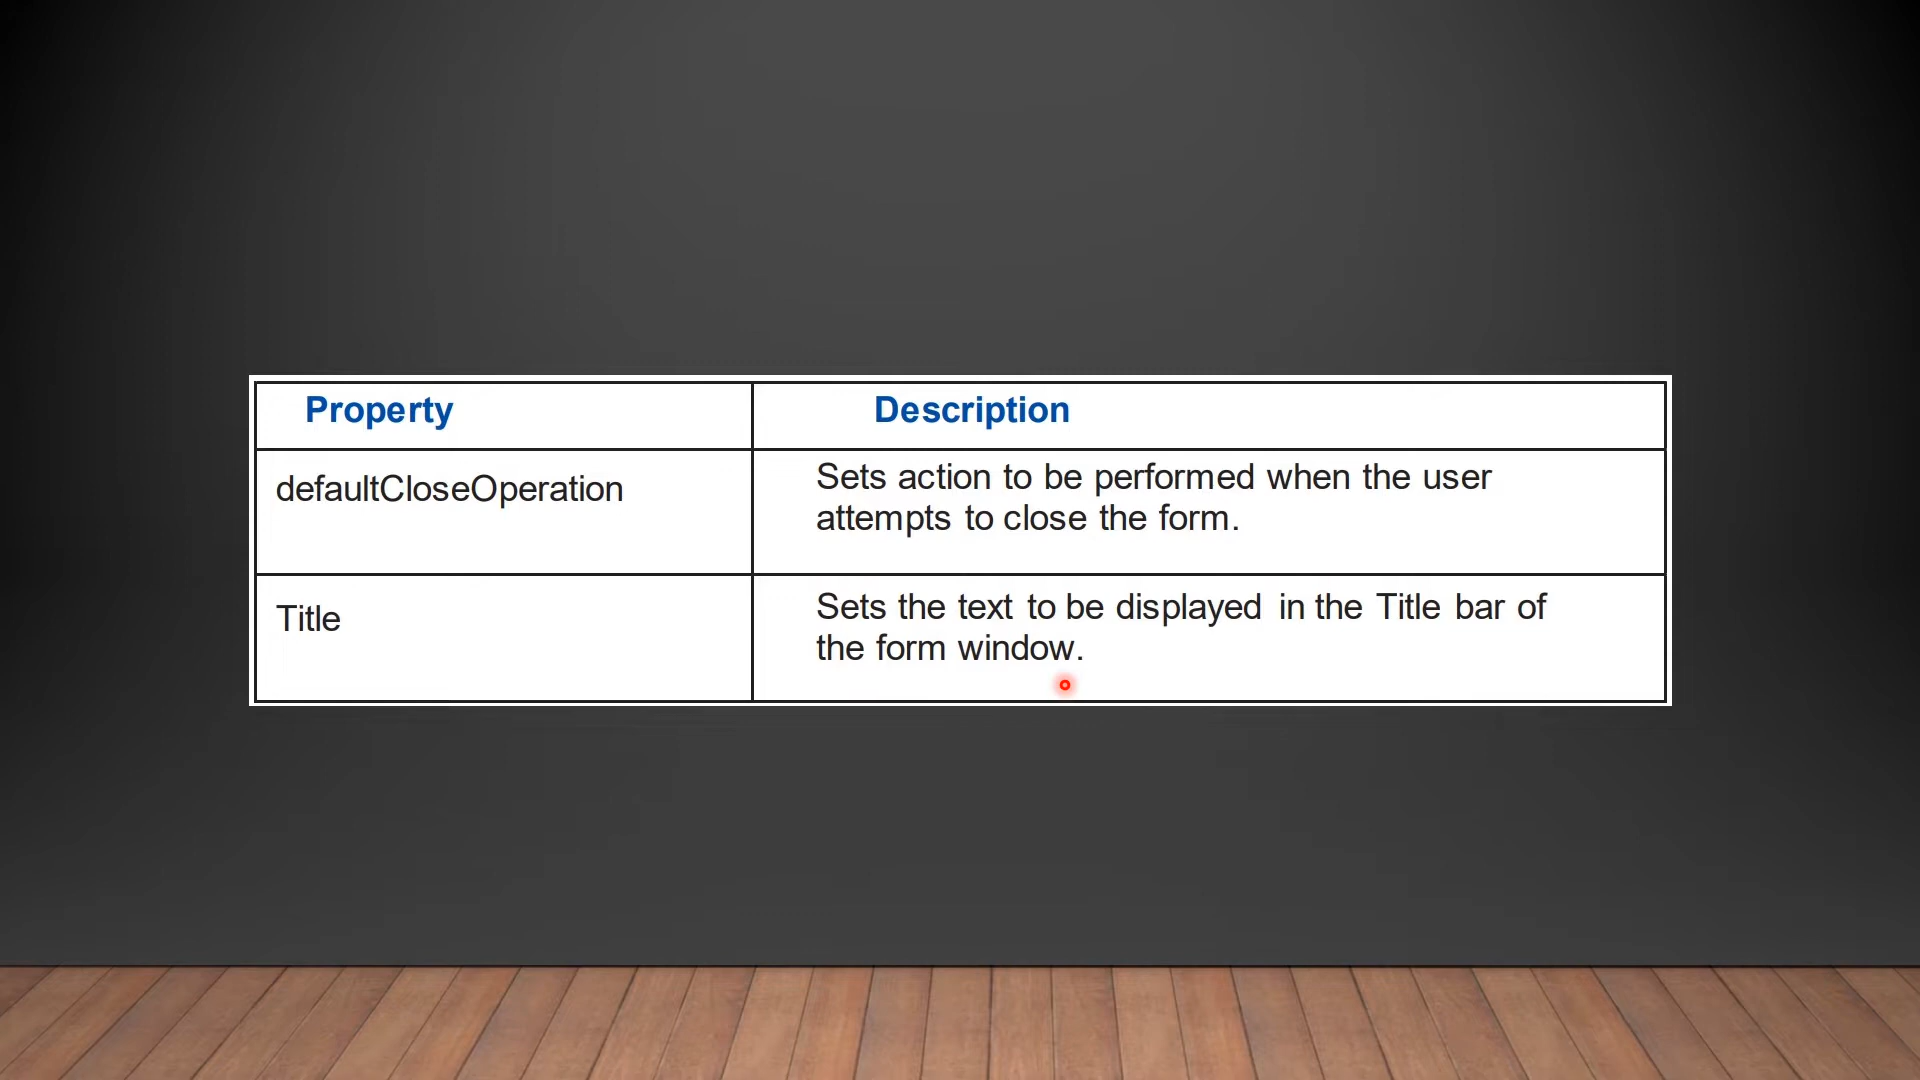 Property
Description
defaultCloseOperation
Sets action to be performed when the user
attempts to close the form.
Title
Sets the text to be displayed in the Title bar of
the form window.